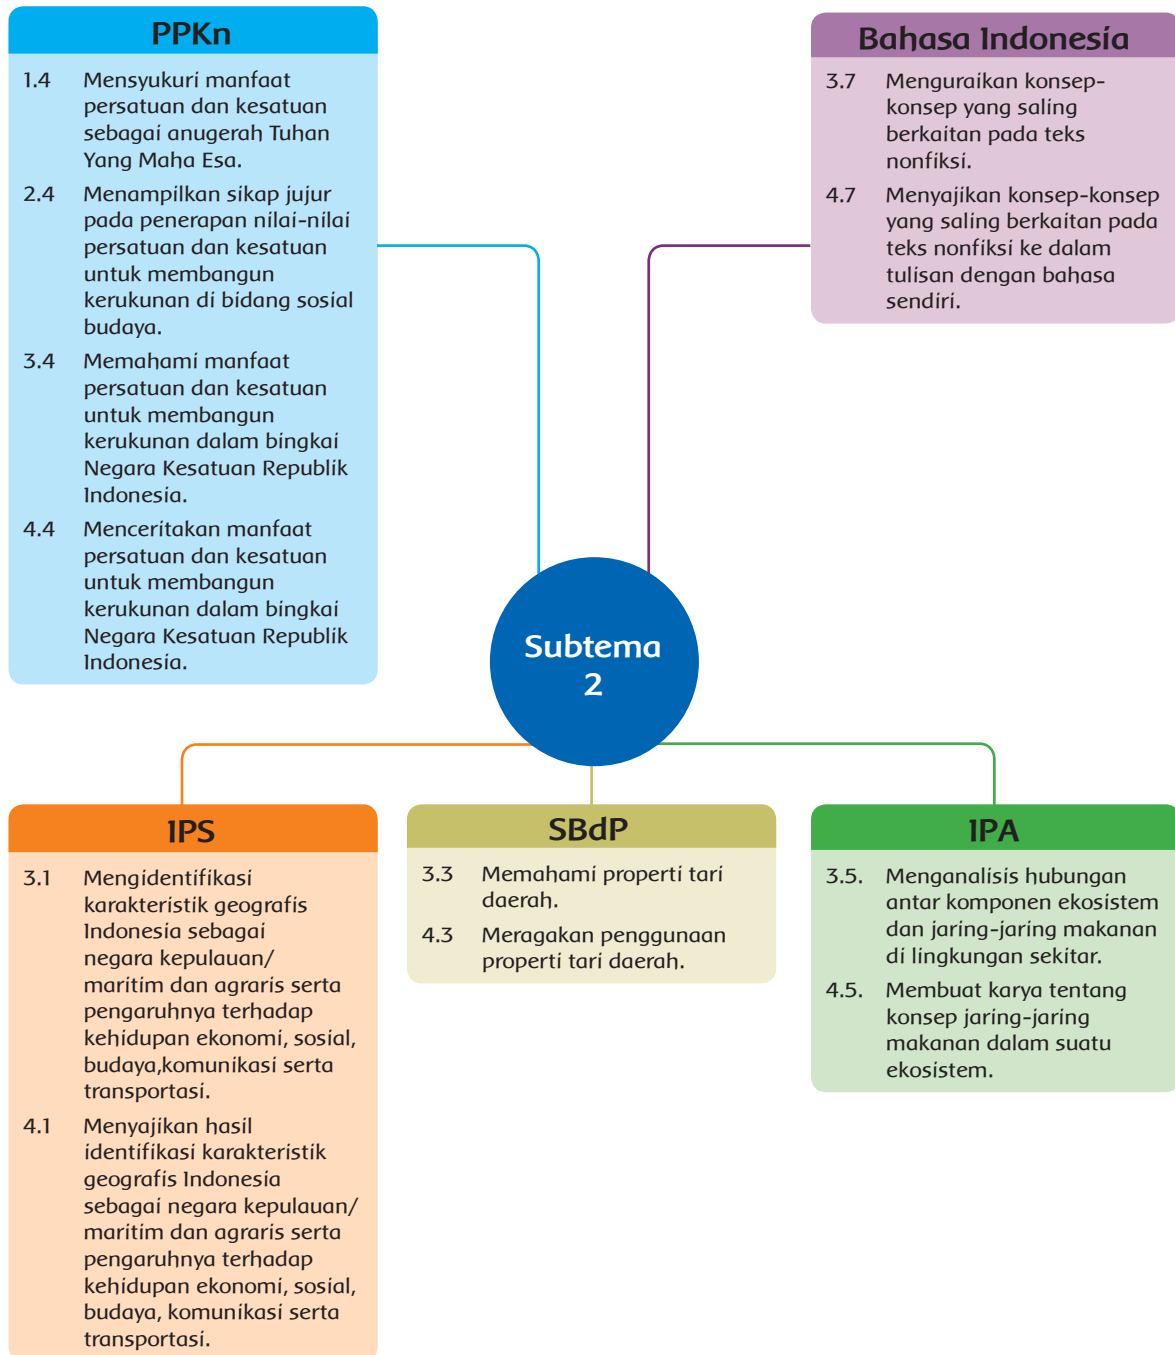 PPKn
1.4 Mensyukuri manfaat
persatuan dan kesatuan
sebagai anugerah Tuhan
Yang Maha Esa.
2.4 Menampilkan sikap jujur
pada penerapan nilai-nilai
persatuan dan kesatuan
untuk membangun
kerukunan di bidang sosial
budaya.
3.4 Memahami manfaat
persatuan dan kesatuan
untuk membangun
kerukunan dalam bingkai
Negara Kesatuan Republik
Indonesia.
4.4 Menceritakan manfaat
persatuan dan kesatuan
untuk membangun
kerukunan dalam bingkai
Negara Kesatuan Republik
Indonesia.
Bahasa Indonesia
3.7 Menguraikan konsep-
konsep yang saling
berkaitan pada teks
nonfiksi.
4.7 Menyajikan konsep-konsep
yang saling berkaitan pada
teks nonfiksi ke dalam
tulisan dengan bahasa
sendiri.
Subtema
2
IPS
3.1 Mengidentifikasi
karakteristik geografis
Indonesia sebagai
negara kepulauan/
maritim dan agraris serta
pengaruhnya terhadap
kehidupan ekonomi, sosial,
budaya,komunikasi serta
transportasi.
4.1 Menyajikan hasil
identifikasi karakteristik
geografis Indonesia
sebagai negara kepulauan/
maritim dan agraris serta
pengaruhnya terhadap
kehidupan ekonomi, sosial,
budaya, komunikasi serta
transportasi.
SBdP
3.3 Memahami properti tari
daerah.
4.3 Meragakan penggunaan
properti tari daerah.
IPA
3.5. Menganalisis hubungan
antar komponen ekosistem
dan jaring-jaring makanan
di lingkungan sekitar.
4.5. Membuat karya tentang
konsep jaring-jaring
makanan dalam suatu
ekosistem.